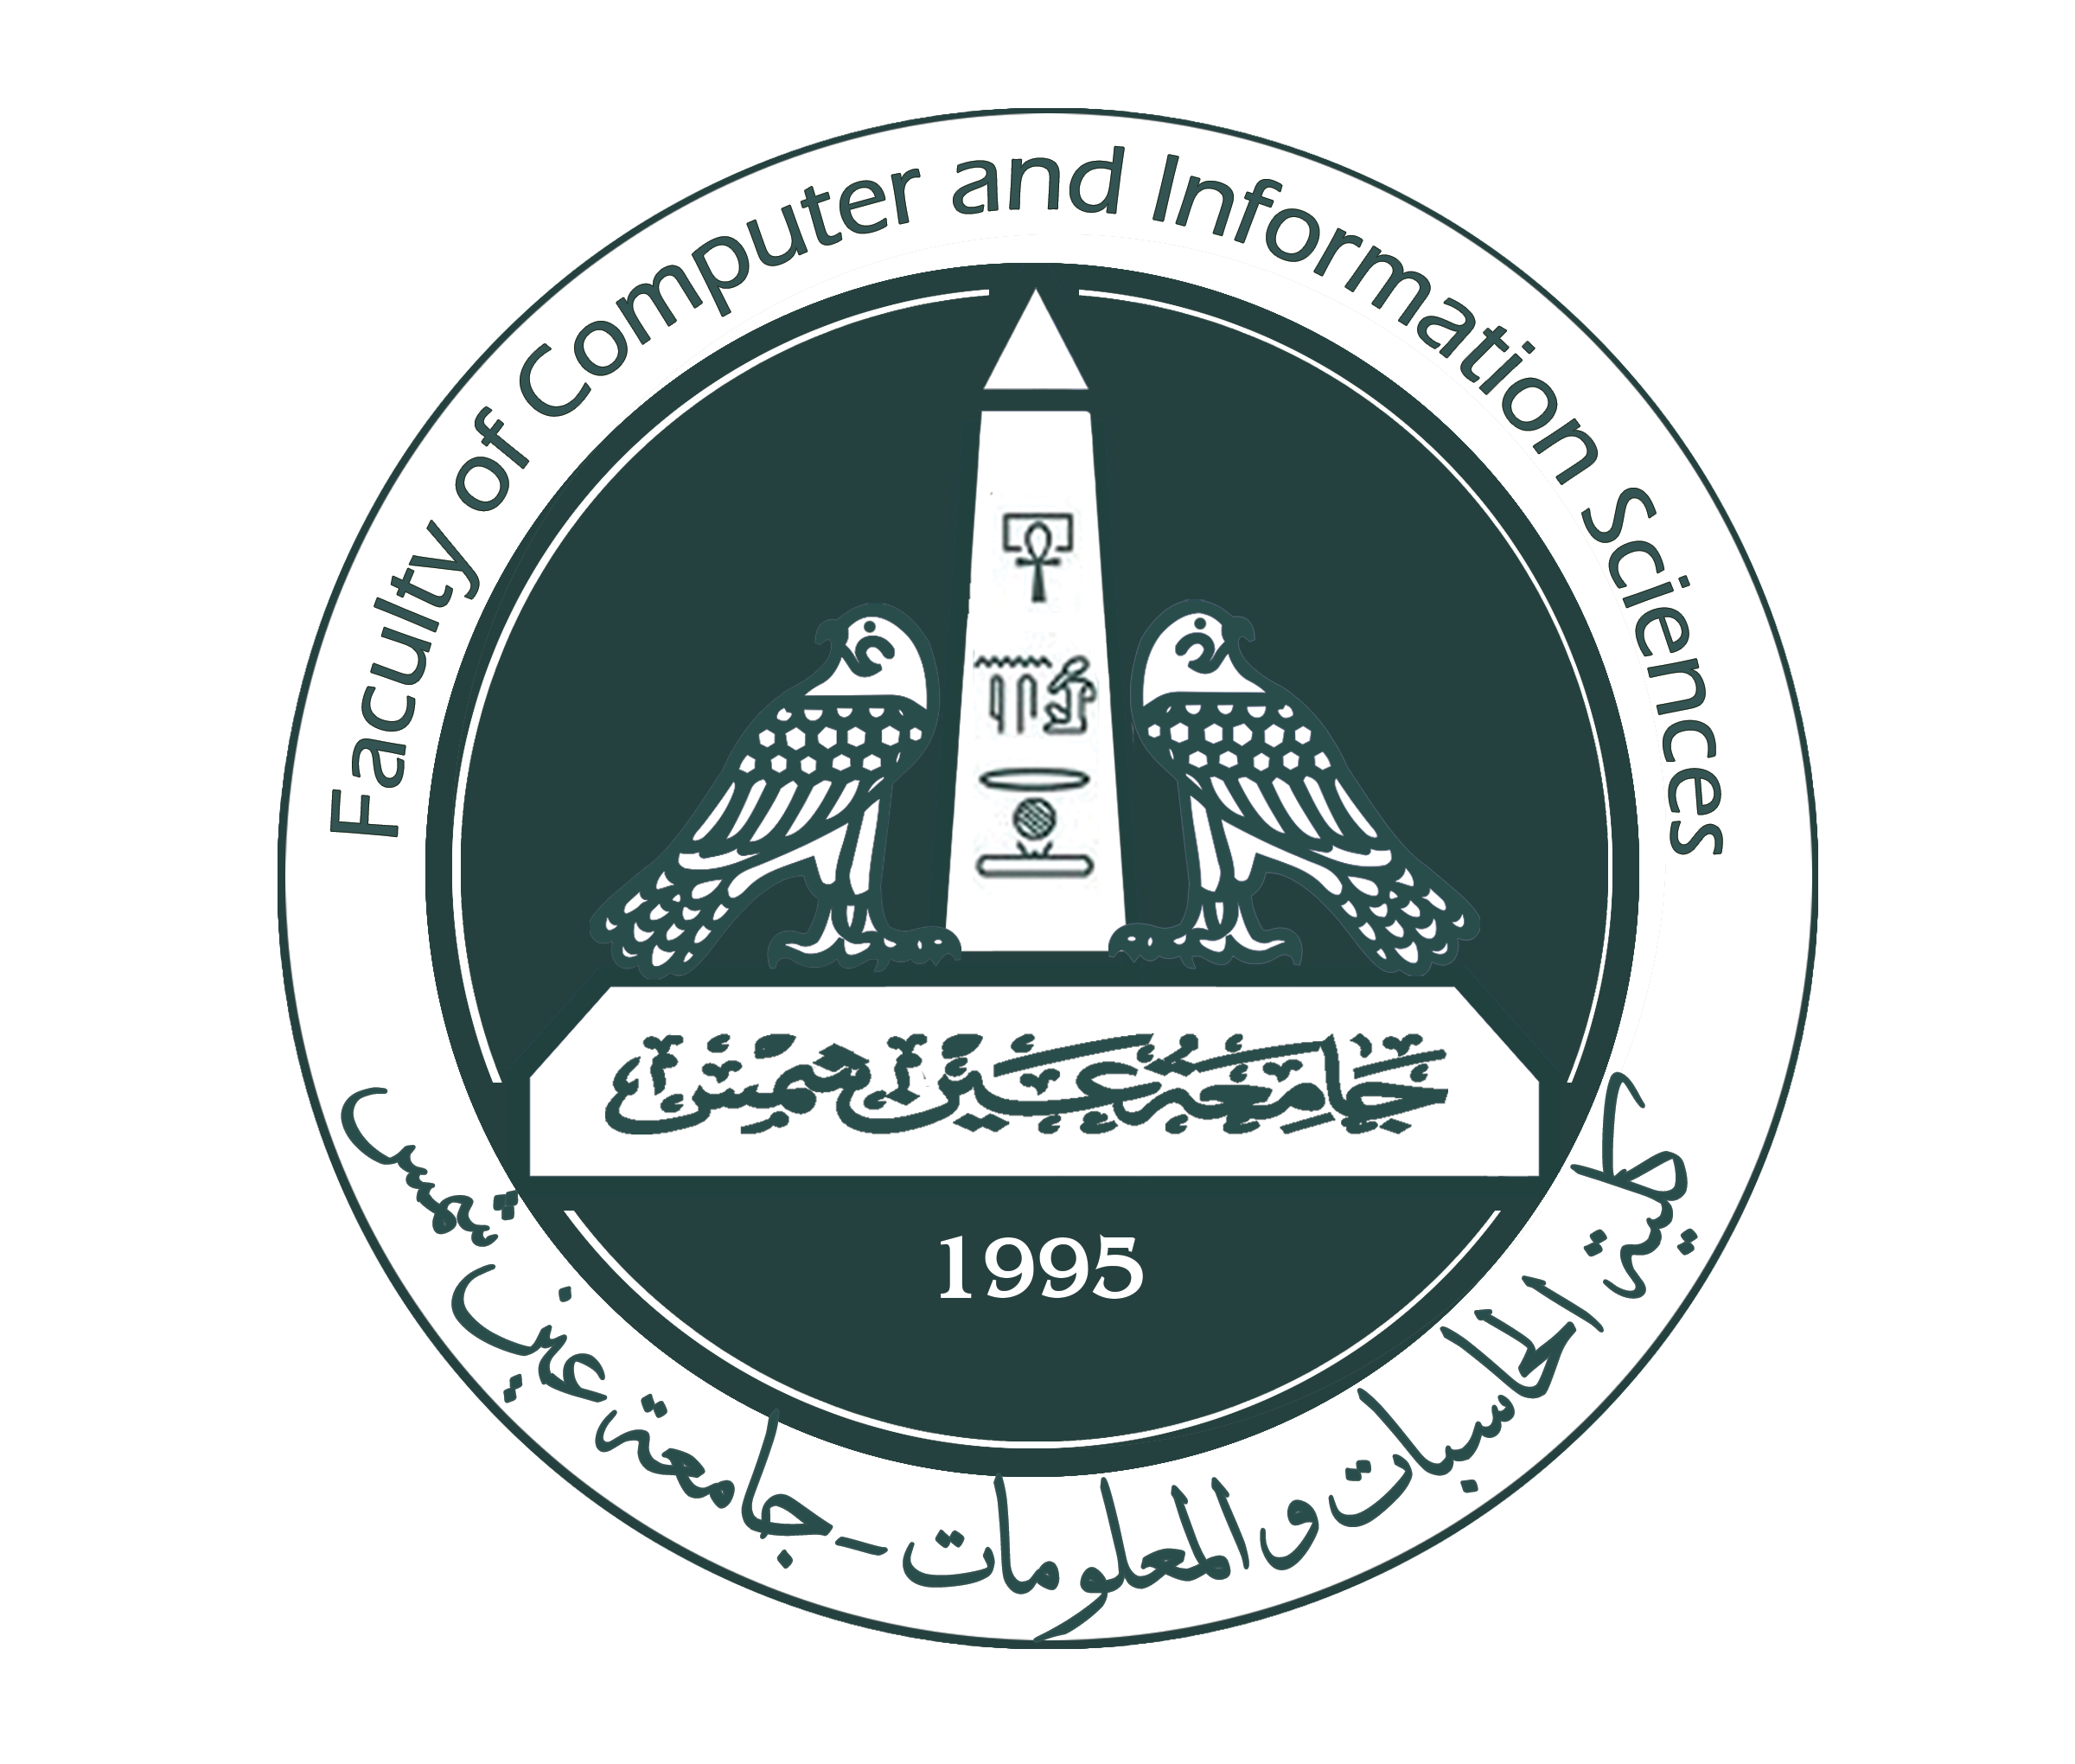 Faculty of Computer and Information Sciences
جامعة عين شمس
1995
كلية الحاسبات والمعلومات - جامعة عين شمس